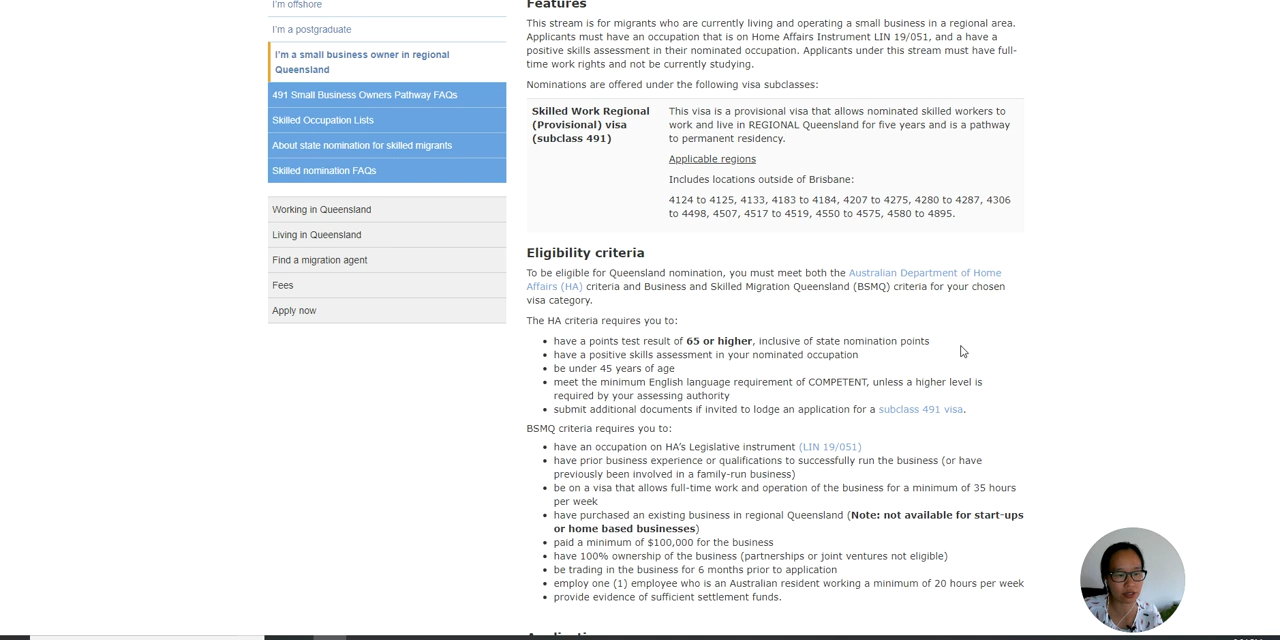 I'm offshore
I'm a postgraduate
I'm a small business owner in regional
Queensland
491 Small Business Owners Pathway FAQs
Skilled Occupation Lists
About state nomination for skilled migrants
Skilled nomination FAQs
Working in Queensland
Living in Queensland
Find a migration agent
Fees
Apply now
Features
This stream is for migrants who are currently living and operating a small business in a regional area.
Applicants must have an occupation that is on Home Affairs Instrument LIN 19/051, and a have a
positive skills assessment in their nominated occupation. Applicants under this stream must have full-
time work rights and not be currently studying.
Nominations are offered under the following visa subclasses:
Skilled Work Regional
(Provisional) visa
(subclass 491)
This visa is a provisional visa that allows nominated skilled workers to
work and live in REGIONAL Queensland for five years and is a pathway
to permanent residency.
Applicable regions
Includes locations outside of Brisbane:
4124 to 4125, 4133, 4183 to 4184, 4207 to 4275, 4280 to 4287, 4306
to 4498, 4507, 4517 to 4519, 4550 to 4575, 4580 to 4895.
Eligibility criteria
To be eligible for Queensland nomination, you must meet both the Australian Department of Home
Affairs (HA) criteria and Business and Skilled Migration Queensland (BSMQ) criteria for your chosen
visa category.
The HA criteria requires you to:
• have a points test result of 65 or higher, inclusive of state nomination points
• have a positive skills assessment in your nominated occupation
• be under 45 years of age
• meet the minimum English language requirement of COMPETENT, unless a higher level is
required by your assessing authority
• submit additional documents if invited to lodge an application for a subclass 491 visa.
BSMQ criteria requires you to:
• have an occupation on HA's Legislative instrument (LIN 19/051)
• have prior business experience or qualifications to successfully run the business (or have
previously been involved in a family-run business)
• be on a visa that allows full-time work and operation of the business for a minimum of 35 hours
per week
• have purchased an existing business in regional Queensland (Note: not available for start-ups
or home based businesses)
• paid a minimum of $100,000 for the business
• have 100% ownership of the business (partnerships or joint ventures not eligible)
• be trading in the business for 6 months prior to application
• employ one (1) employee who is an Australian resident working a minimum of 20 hours per week
• provide evidence of sufficient settlement funds.